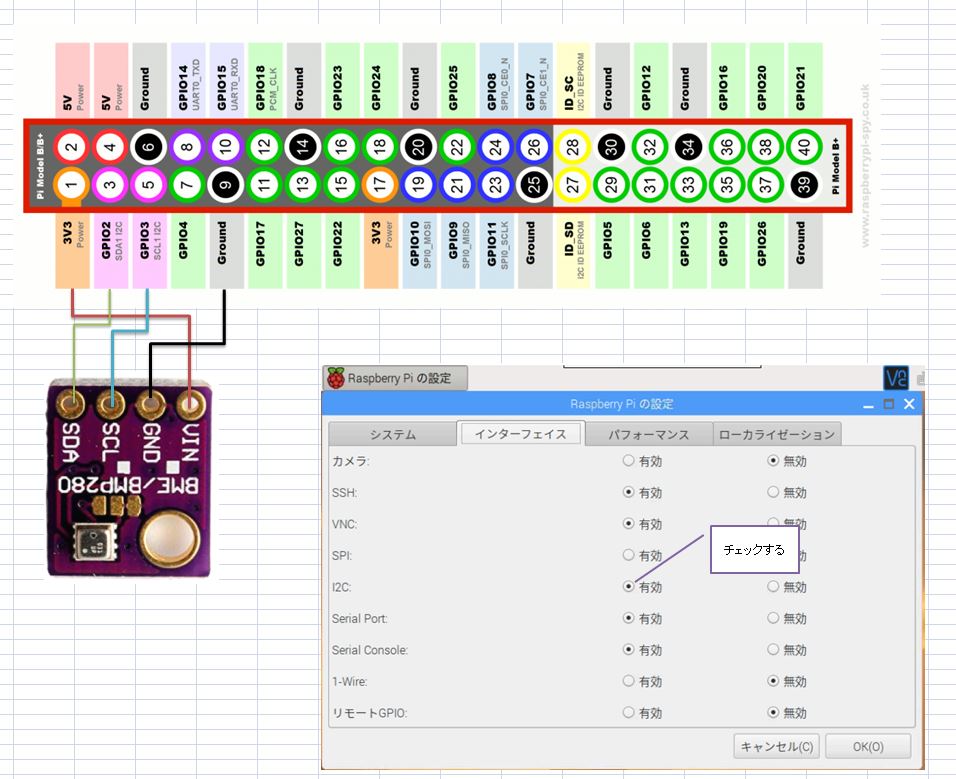 5V
Power
5V
Power
Ground
GPIO14
UART0_TXD
GPIO15
UART0_RXD
GPIO18
PCM_CLK
Ground
GPIO23
GPIO24
Ground
GPIO25
GPIO8
SPI0_CE0_N
GPIO7
SPI0_CE1_N
ID_SC
I2C ID EEPROM
Ground
GPIO12
Ground
GPIO16
GPIO20
GPIO21
Pi Model B/B+
2 4 6 8 10 12 14 16 18 20 22 24 26 28 30 32 34 36 38 40
1 3 5 7 9 11 13 15 17 19 21 23 25 27 29 31 33 35 37 39
Pi Model B+
3V3
Power
GPIO2
SDA1 I2C
GPIO3
SCL1 I2C
GPIO4
Ground
GPIO17
GPIO27
GPIO22
3V3
Power
GPIO10
SPI0_MOSI
GPIO9
SPI0_MISO
GPIO11
SPI0_SCLK
Ground
ID_SD
I2C ID EEPROM
GPIO5
GPIO6
GPIO13
GPIO19
GPIO26
Ground
www.raspberrypi-spy.co.uk
SDA
SCL
GND
VIN
BME/BMP280
Raspberry Pi の設定
Raspberry Pi の設定
システム インターフェイス パフォーマンス ローカライゼーション
カメラ: 有効 無効
SSH: 有効 無効
VNC: 有効 無効
SPI: 有効
チェックする
I2C: 有効 無効
Serial Port: 有効 無効
Serial Console: 有効 無効
1-Wire: 有効 無効
リモートGPIO: 有効 無効
キャンセル(C) OK(O)